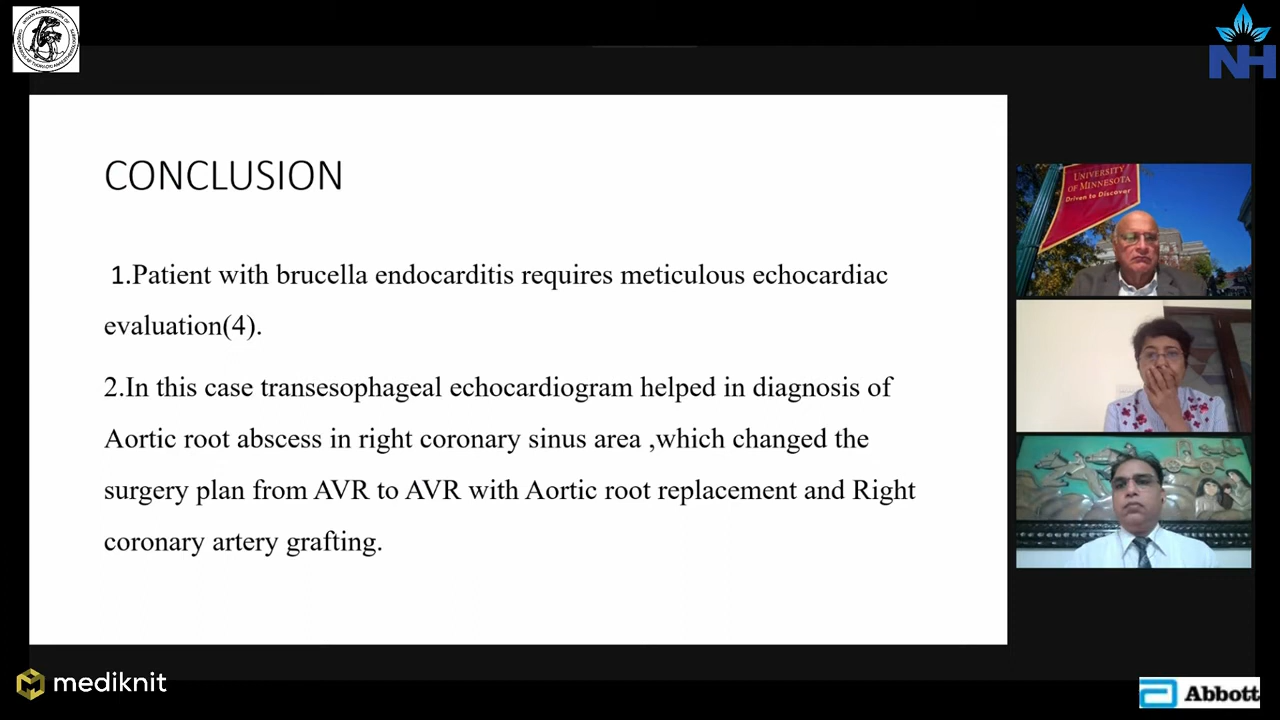 NH
UNIVERSITY
OF MINNESOTA
Driven to Discover
CONCLUSION
1.Patient with brucella endocarditis requires meticulous echocardiac
evaluation(4).
2.In this case transesophageal echocardiogram helped in diagnosis of
Aortic root abscess in right coronary sinus area ,which changed the
surgery plan from AVR to AVR with Aortic root replacement and Right
coronary artery grafting.
mediknit
Abbott